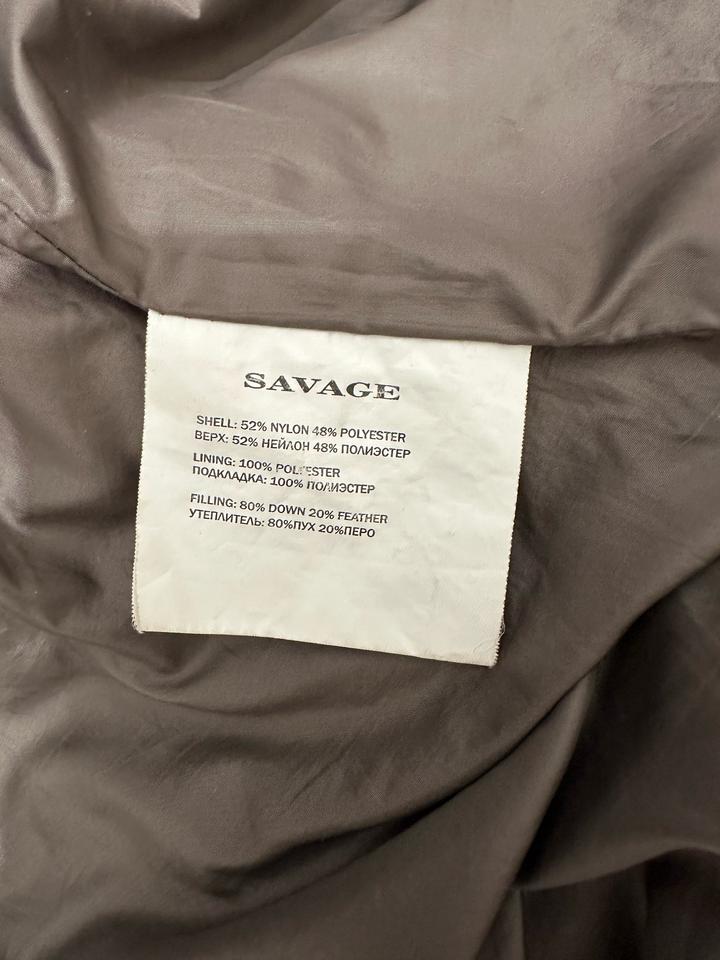 SAVAGE
SHELL: 52% NYLON 48% POLYESTER
ВЕРХ: 52% НЕЙЛОН 48% ПОЛИЭСТЕР
LINING: 100% POLYESTER
ПОДКЛАДКА: 100% ПОЛИЭСТЕР
FILLING: 80% DOWN 20% FEATHER
УТЕПЛИТЕЛЬ: 80%ПУХ 20%ПЕРО